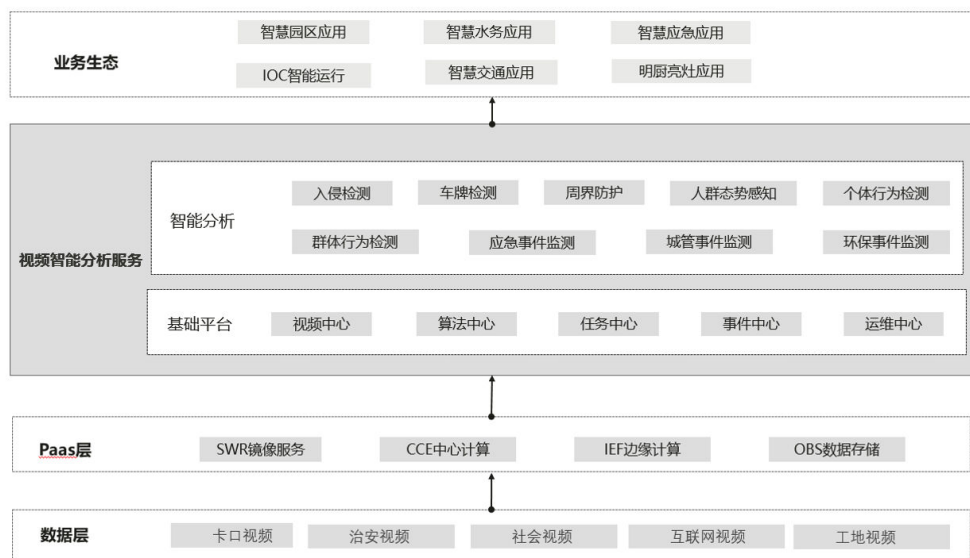 业务生态
智慧园区应用 智慧水务应用 智慧应急应用
IOC智能运行 智慧交通应用 明厨亮灶应用
视频智能分析服务
智能分析
入侵检测 车牌检测 周界防护 人群态势感知 个体行为检测
群体行为检测 应急事件监测 城管事件监测 环保事件监测
基础平台 视频中心 算法中心 任务中心 事件中心 运维中心
Paas层 SWR镜像服务 CCE中心计算 IEF边缘计算 OBS数据存储
数据层 卡口视频 治安视频 社会视频 互联网视频 工地视频